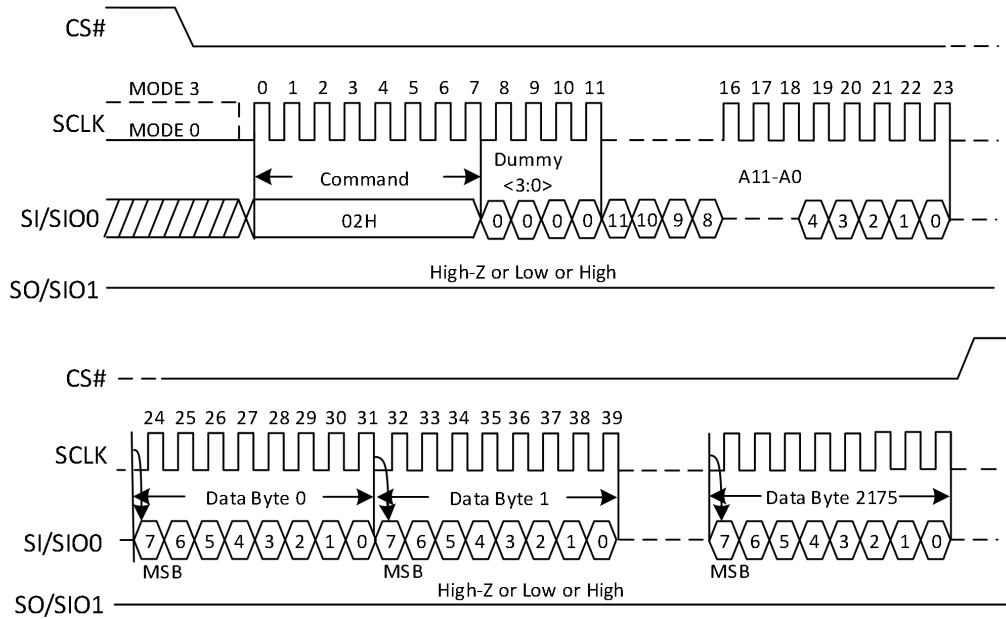 CS#
MODE 3
0 1 2 3 4 5 6 7 8 9 10 11 16 17 18 19 20 21 22 23
SCLK
MODE 0
Dummy
Command <3:0> A11-A0
SI/SIO0 02H 0 0 0 0 11 10 9 8 4 3 2 1 0
High-Z or Low or High
SO/SIO1
CS#
24 25 26 27 28 29 30 31 32 33 34 35 36 37 38 39
SCLK
Data Byte 0 Data Byte 1 Data Byte 2175
SI/SIO0 7 6 5 4 3 2 1 0 7 6 5 4 3 2 1 0 7 6 5 4 3 2 1 0
MSB MSB MSB
High-Z or Low or High
SO/SIO1